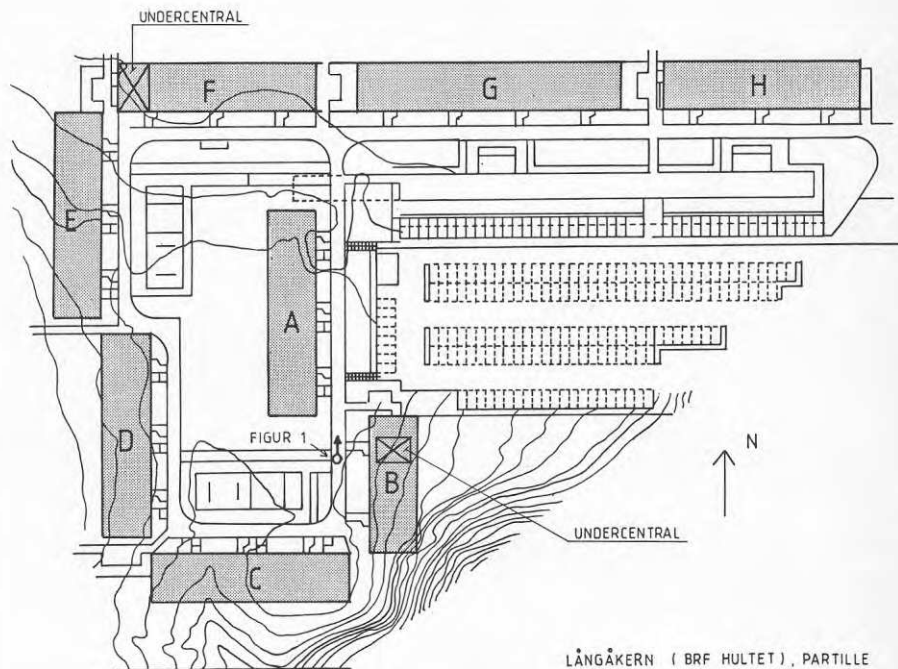 UNDERCENTRAL
F
G
H
E
A
D
FIGUR 1
B
N
UNDERCENTRAL
C
LÅNGÅKERN (BRF HULTET), PARTILLE